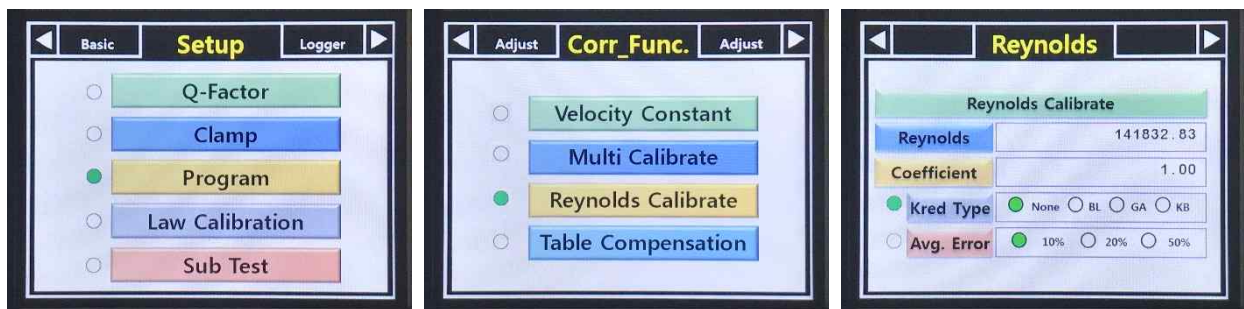 Basic Setup Logger
Q-Factor
Clamp
Program
Law Calibration
Sub Test
Adjust Corr_Func. Adjust
Velocity Constant
Multi Calibrate
Reynolds Calibrate
Table Compensation
Reynolds
Reynolds Calibrate
Reynolds 141832.83
Coefficient 1.00
Kred Type None BL GA KB
Avg. Error 10% 20% 50%